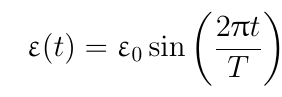 ε(t) = ε₀ sin(2πt/T)